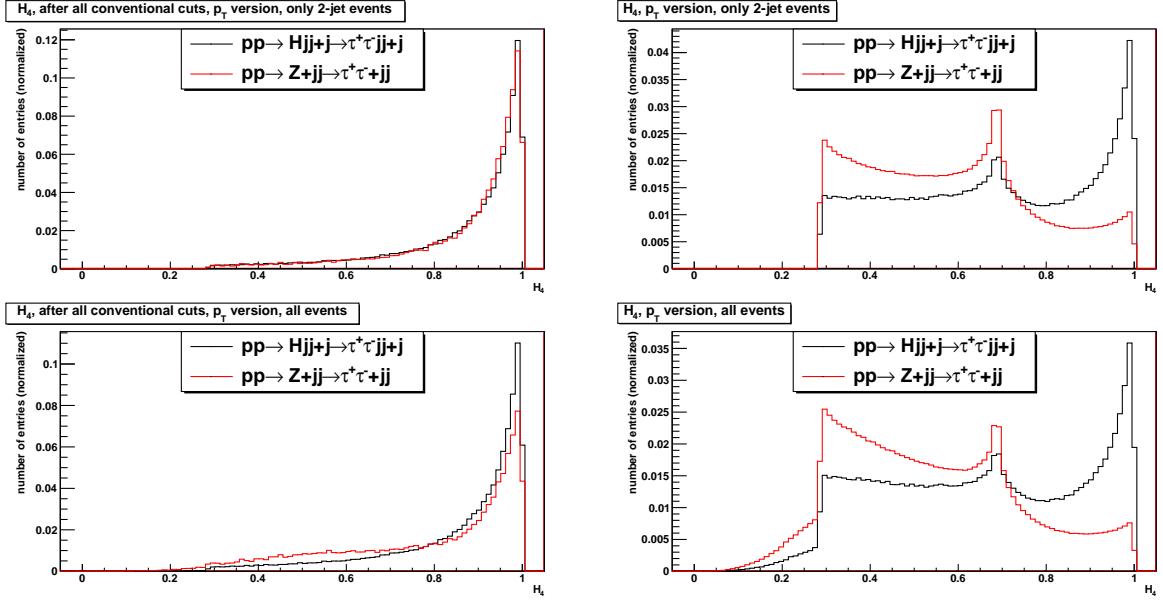 H₄, after all conventional cuts, p_T version, only 2-jet events
number of entries (normalized)
0.12
0.1
0.08
0.06
0.04
0.02
0
pp→ Hjj+j→τ⁺τ⁻jj+j
pp→ Z+jj→τ⁺τ⁻+jj
0 0.2 0.4 0.6 0.8 1
H₄
H₄, p_T version, only 2-jet events
number of entries (normalized)
0.04
0.035
0.03
0.025
0.02
0.015
0.01
0.005
0
pp→ Hjj+j→τ⁺τ⁻jj+j
pp→ Z+jj→τ⁺τ⁻+jj
0 0.2 0.4 0.6 0.8 1
H₄
H₄, after all conventional cuts, p_T version, all events
number of entries (normalized)
0.1
0.08
0.06
0.04
0.02
0
pp→ Hjj+j→τ⁺τ⁻jj+j
pp→ Z+jj→τ⁺τ⁻+jj
0 0.2 0.4 0.6 0.8 1
H₄
H₄, p_T version, all events
number of entries (normalized)
0.035
0.03
0.025
0.02
0.015
0.01
0.005
0
pp→ Hjj+j→τ⁺τ⁻jj+j
pp→ Z+jj→τ⁺τ⁻+jj
0 0.2 0.4 0.6 0.8 1
H₄